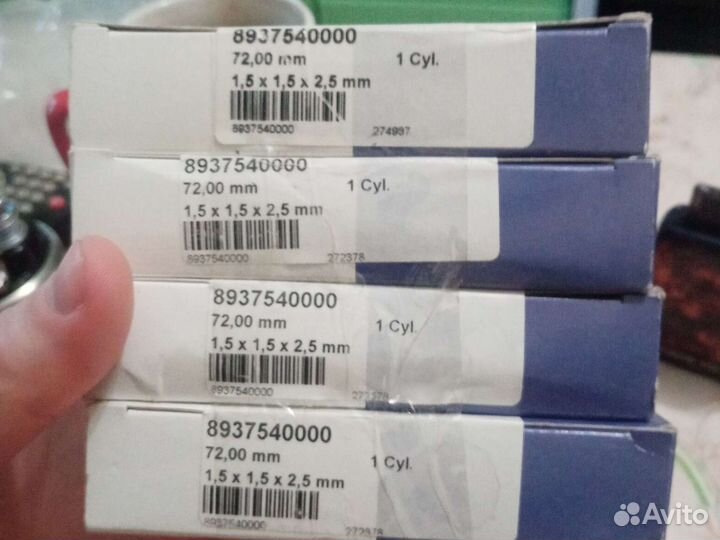 8937540000
72,00 mm 1 Cyl.
1,5 x 1,5 x 2,5 mm
8937540000 274997
8937540000
72,00 mm 1 Cyl.
1,5 x 1,5 x 2,5 mm
8937540000 272378
8937540000
72,00 mm 1 Cyl.
1,5 x 1,5 x 2,5 mm
8937540000 272378
8937540000
72,00 mm 1 Cyl.
1,5 x 1,5 x 2,5 mm
8937540000 272378
Avito